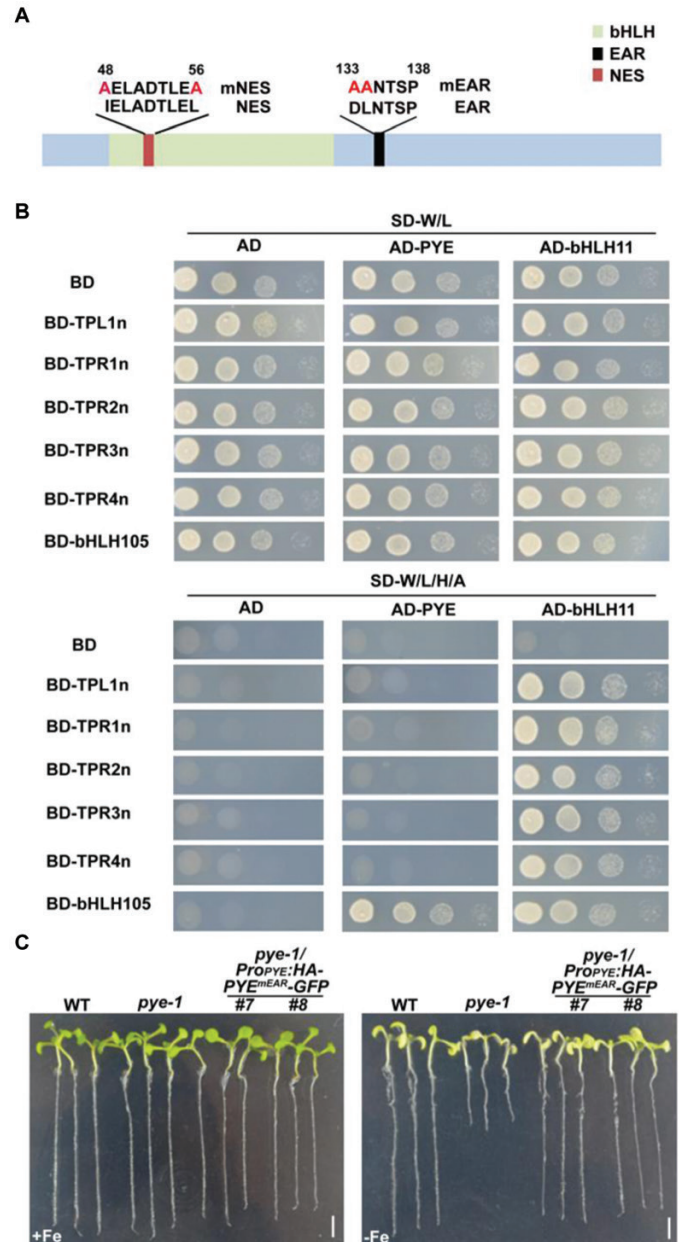 A
bHLH
EAR
NES
48 56 133 138
AELADTLEA mNES AANTSP mEAR
IELADTLEL NES DLNTSP EAR
B
SD-W/L
AD AD-PYE AD-bHLH11
BD
BD-TPL1n
BD-TPR1n
BD-TPR2n
BD-TPR3n
BD-TPR4n
BD-bHLH105
SD-W/L/H/A
AD AD-PYE AD-bHLH11
BD
BD-TPL1n
BD-TPR1n
BD-TPR2n
BD-TPR3n
BD-TPR4n
BD-bHLH105
C
pye-1/
ProPYE:HA-
WT pye-1 PYEmEAR-GFP
#7 #8
+Fe
pye-1/
ProPYE:HA-
WT pye-1 PYEmEAR-GFP
#7 #8
-Fe